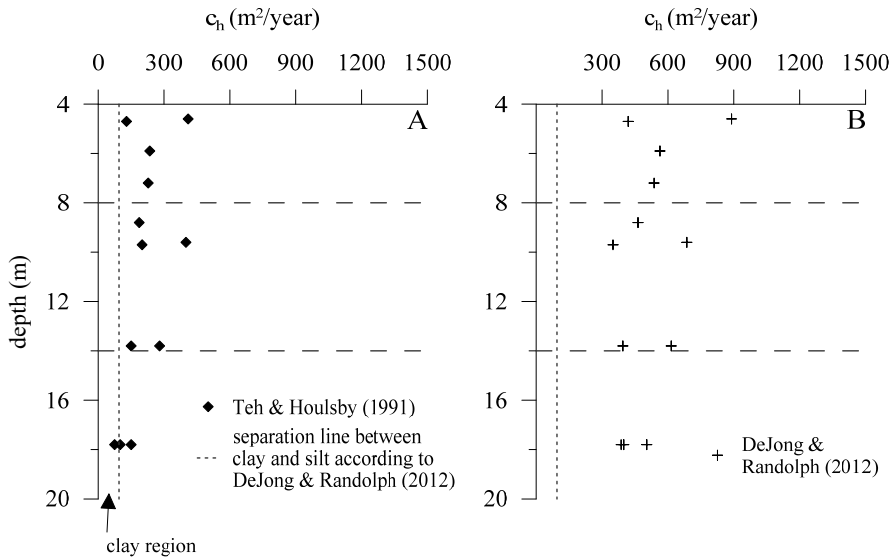 cₕ (m²/year)
0 300 600 900 1200 1500
cₕ (m²/year)
300 600 900 1200 1500
4
8
12
16
20
depth (m)
A
Teh & Houlsby (1991)
separation line between
clay and silt according to
DeJong & Randolph (2012)
clay region
4
8
12
16
20
B
DeJong &
Randolph (2012)